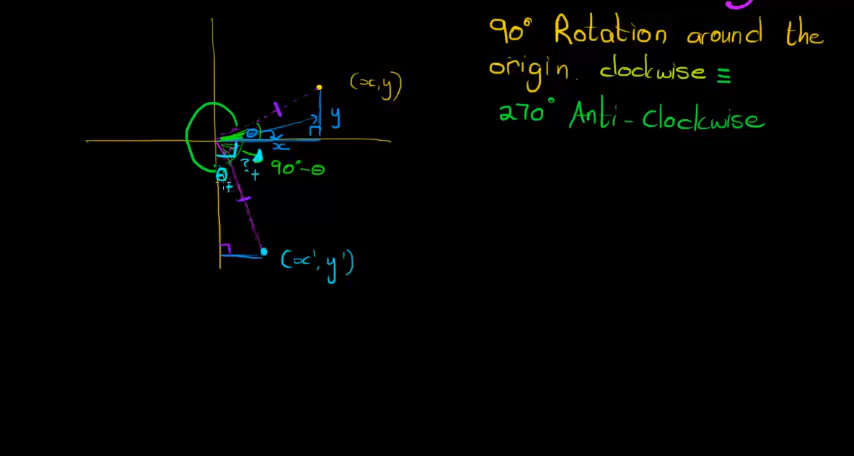 90° Rotation around the
origin. clockwise ≡
270° Anti-Clockwise
(x,y)
y
θ
x
x
?
90°-θ
θ
+
+
(x',y')